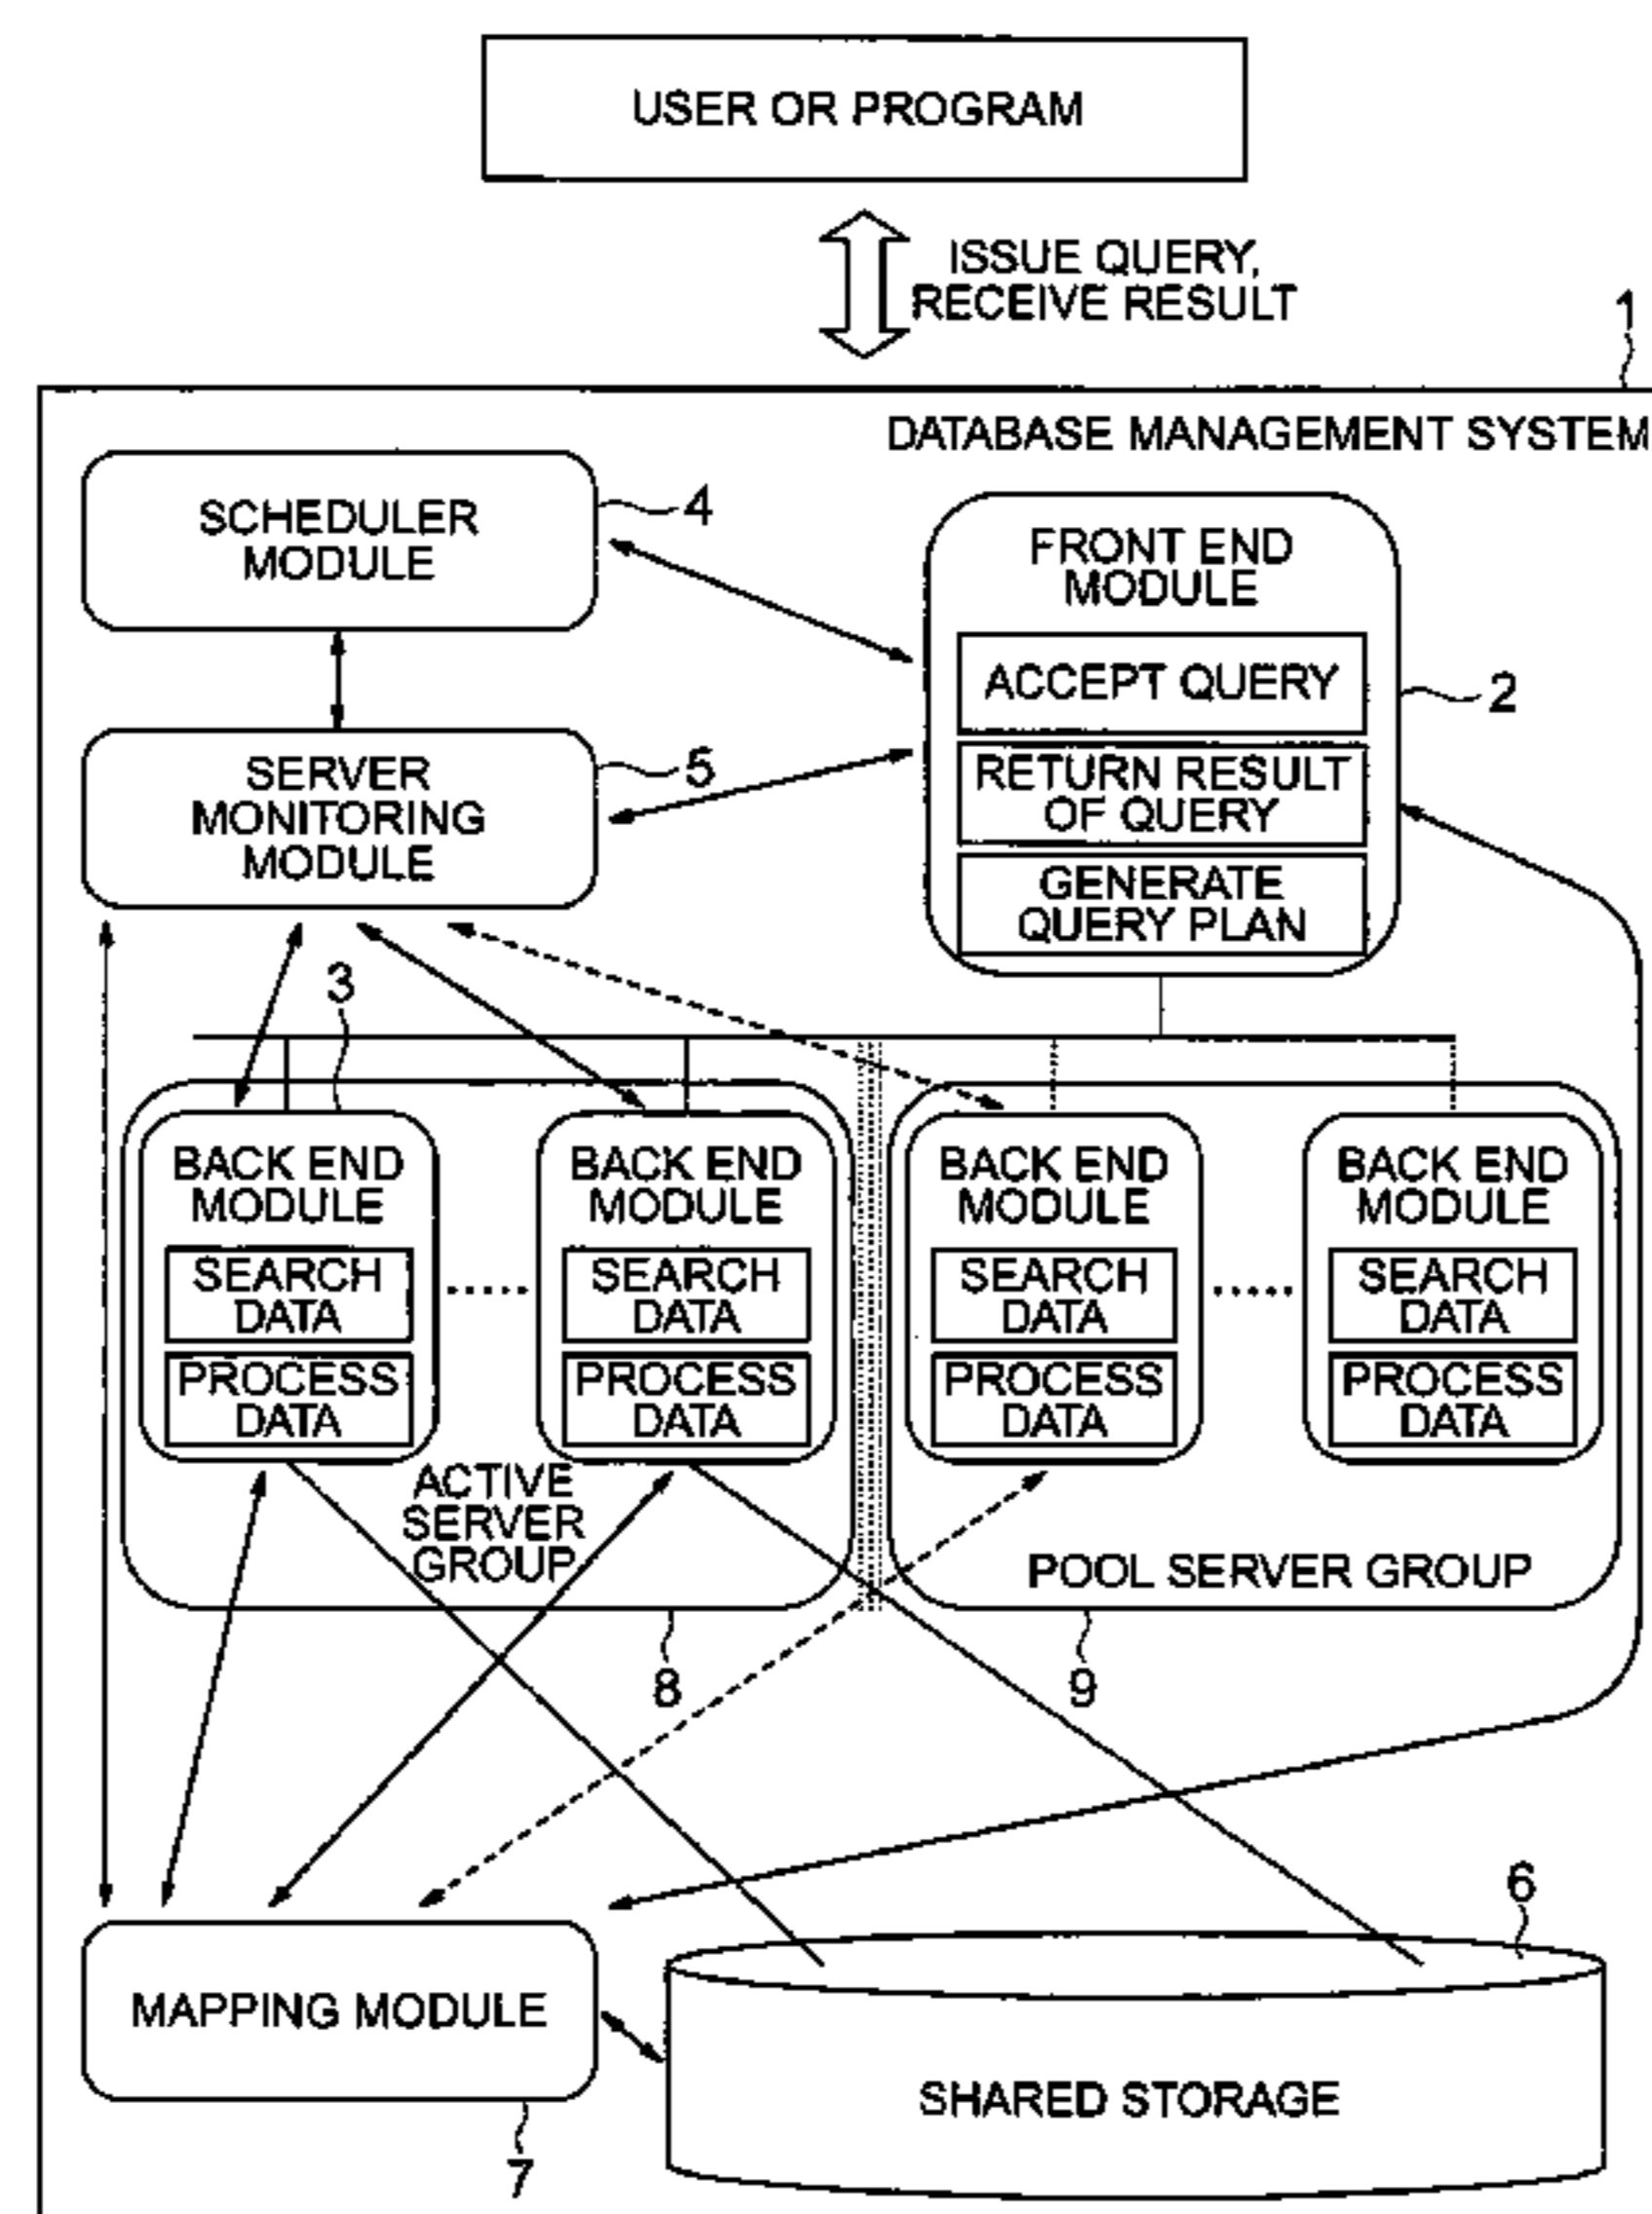 USER OR PROGRAM
ISSUE QUERY,
RECEIVE RESULT
1
DATABASE MANAGEMENT SYSTEM
SCHEDULER
MODULE
4
FRONT END
MODULE
ACCEPT QUERY
RETURN RESULT
OF QUERY
GENERATE
QUERY PLAN
2
SERVER
MONITORING
MODULE
5
3
BACK END
MODULE
SEARCH
DATA
PROCESS
DATA
BACK END
MODULE
SEARCH
DATA
PROCESS
DATA
ACTIVE
SERVER
GROUP
8
BACK END
MODULE
SEARCH
DATA
PROCESS
DATA
BACK END
MODULE
SEARCH
DATA
PROCESS
DATA
POOL SERVER GROUP
9
6
MAPPING MODULE
7
SHARED STORAGE